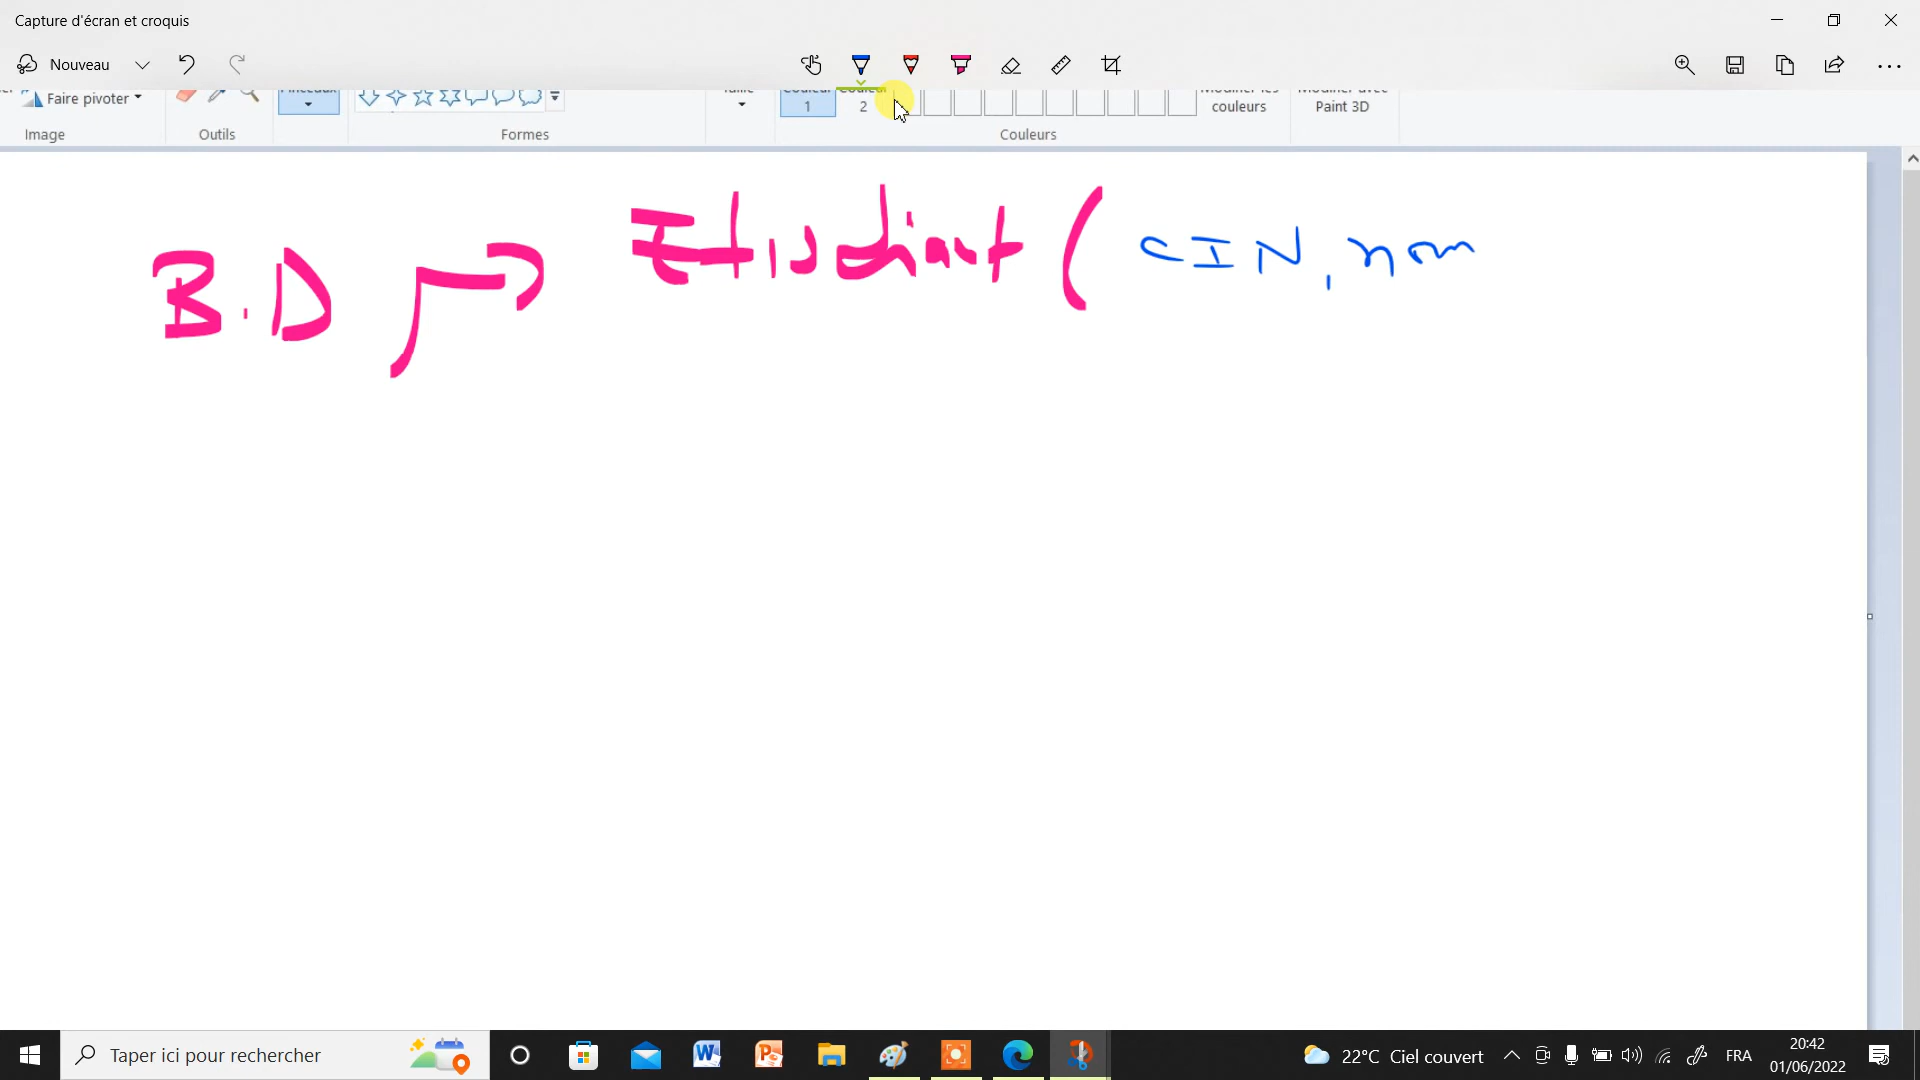 Capture d'écran et croquis
Nouveau
Faire pivoter
1
2
couleurs
Paint 3D
Image
Outils
Formes
Couleurs
Etudiant ( CIN, nom
B.D
Taper ici pour rechercher
22°C Ciel couvert
FRA
20:42
01/06/2022